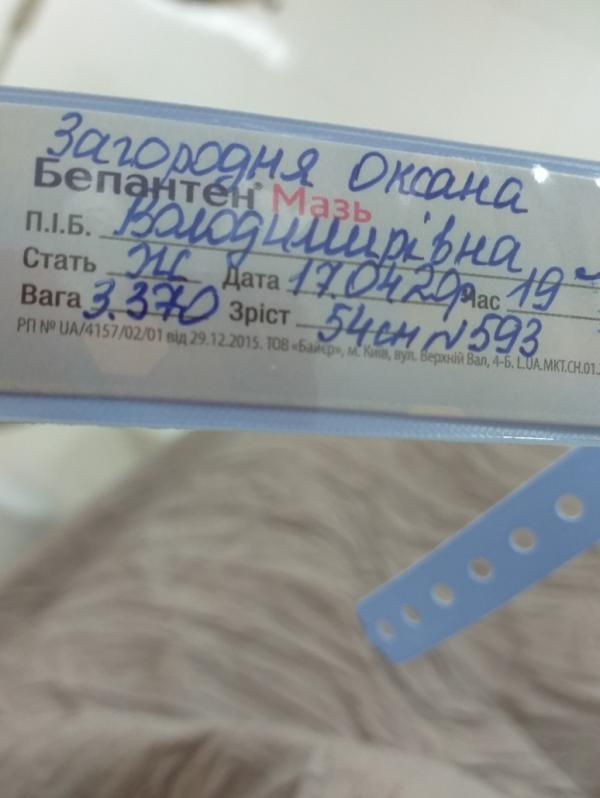 Загородня Оксана
Бепантен® Мазь
П.І.Б. Володимирівна
Стать Ж Дата 17.04.20р Час 19
Вага 3.370 Зріст 54см №593
РП № UA/4157/02/01 від 29.12.2015. ТОВ «Байєр», м. Київ, вул. Верхній Вал, 4-Б. L.UA.MKT.CH.01.